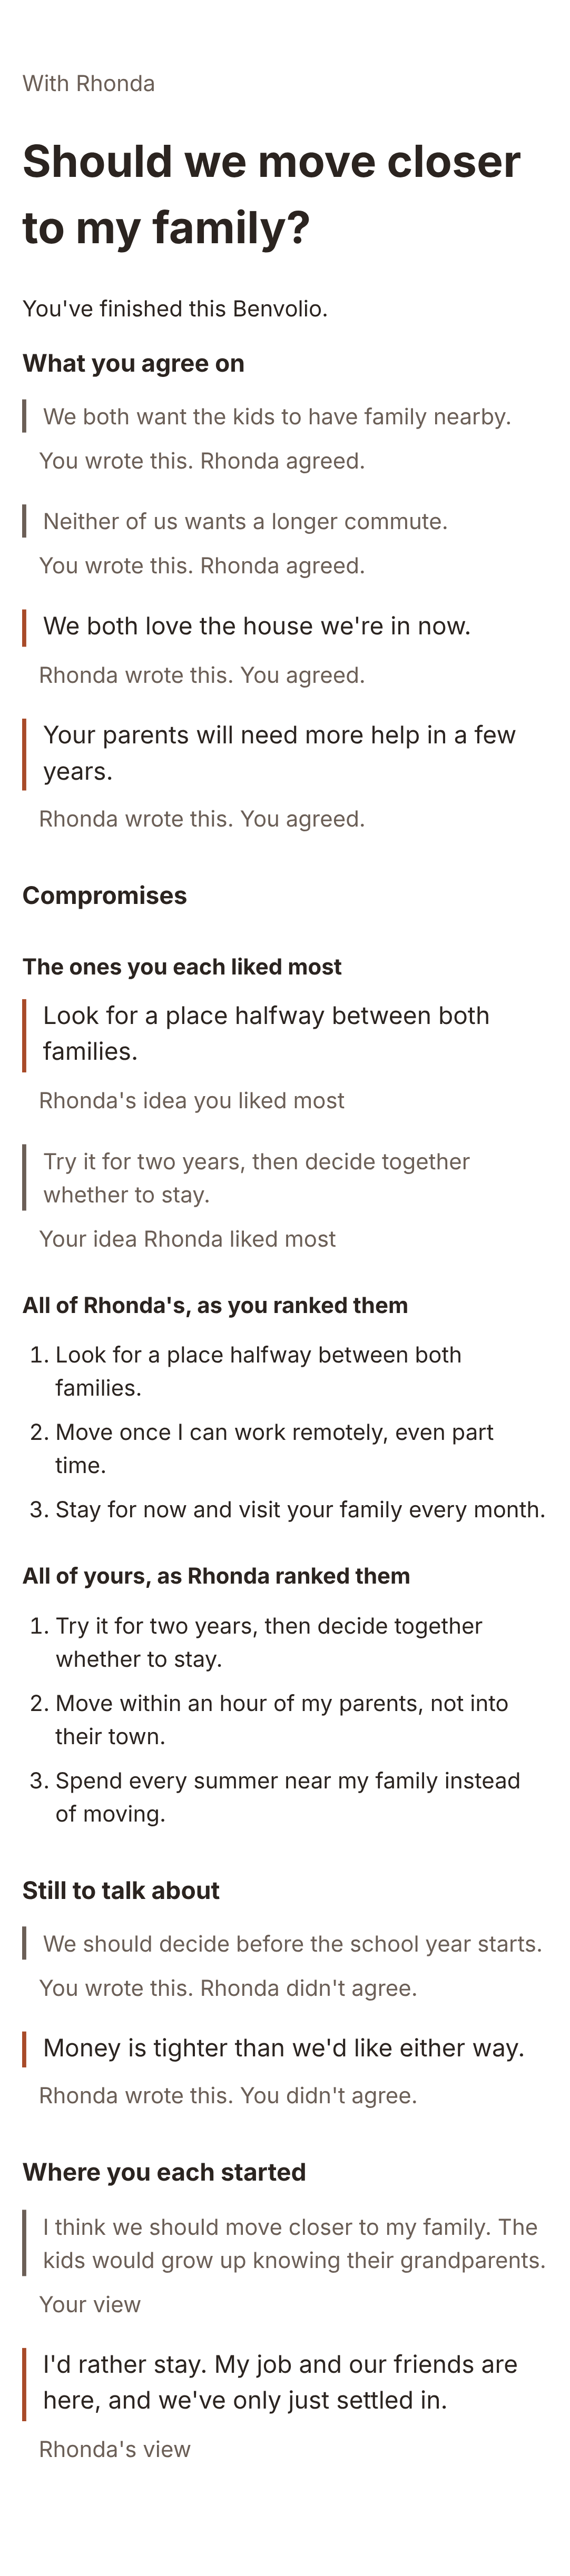 With Rhonda
Should we move closer
to my family?
You've finished this Benvolio.
What you agree on
We both want the kids to have family nearby.
You wrote this. Rhonda agreed.
Neither of us wants a longer commute.
You wrote this. Rhonda agreed.
We both love the house we're in now.
Rhonda wrote this. You agreed.
Your parents will need more help in a few
years.
Rhonda wrote this. You agreed.
Compromises
The ones you each liked most
Look for a place halfway between both
families.
Rhonda's idea you liked most
Try it for two years, then decide together
whether to stay.
Your idea Rhonda liked most
All of Rhonda's, as you ranked them
1. Look for a place halfway between both
families.
2. Move once I can work remotely, even part
time.
3. Stay for now and visit your family every month.
All of yours, as Rhonda ranked them
1. Try it for two years, then decide together
whether to stay.
2. Move within an hour of my parents, not into
their town.
3. Spend every summer near my family instead
of moving.
Still to talk about
We should decide before the school year starts.
You wrote this. Rhonda didn't agree.
Money is tighter than we'd like either way.
Rhonda wrote this. You didn't agree.
Where you each started
I think we should move closer to my family. The
kids would grow up knowing their grandparents.
Your view
I'd rather stay. My job and our friends are
here, and we've only just settled in.
Rhonda's view